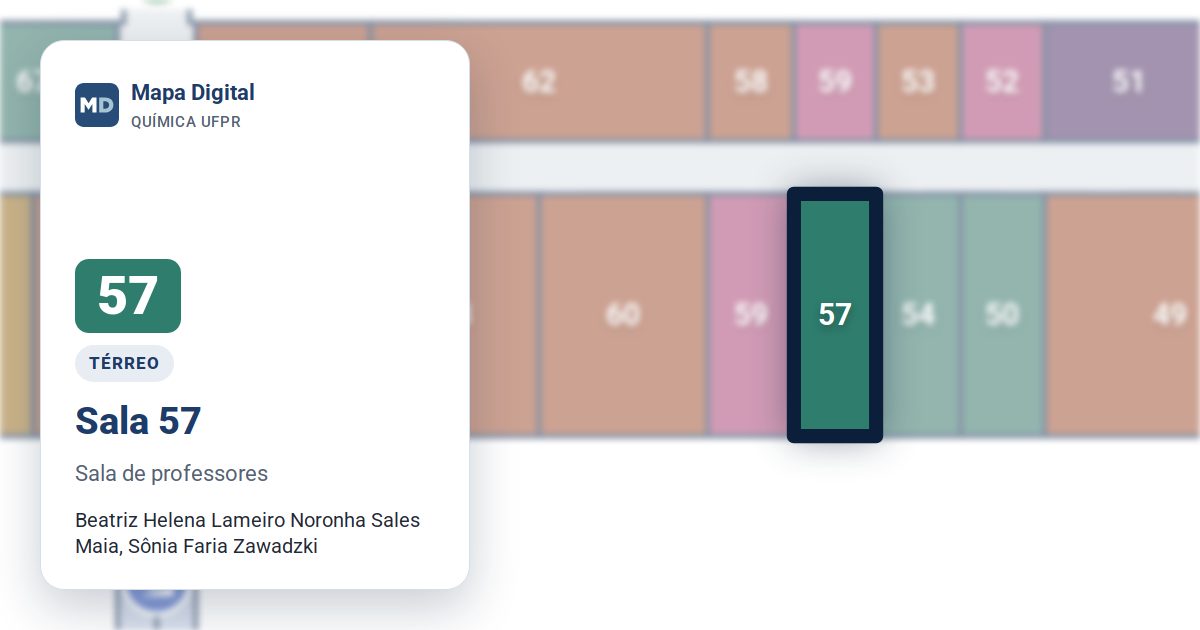 MD
Mapa Digital
QUÍMICA UFPR
57
TÉRREO
Sala 57
Sala de professores
Beatriz Helena Lameiro Noronha Sales
Maia, Sônia Faria Zawadzki
62
58
59
53
52
51
60
59
57
54
50
49